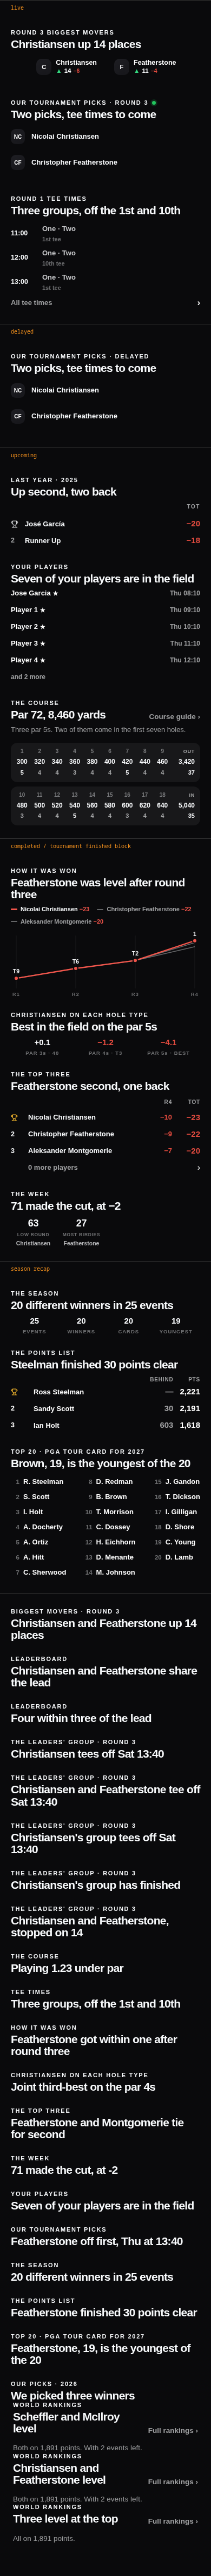 live
ROUND 3 BIGGEST MOVERS
Christiansen up 14 places
C Christiansen ▲ 14 −6
F Featherstone ▲ 11 −4
OUR TOURNAMENT PICKS · ROUND 3
Two picks, tee times to come
NC Nicolai Christiansen
CF Christopher Featherstone
ROUND 1 TEE TIMES
Three groups, off the 1st and 10th
11:00 One · Two
1st tee
12:00 One · Two
10th tee
13:00 One · Two
1st tee
All tee times ›
delayed
OUR TOURNAMENT PICKS · DELAYED
Two picks, tee times to come
NC Nicolai Christiansen
CF Christopher Featherstone
upcoming
LAST YEAR · 2025
Up second, two back
TOT
José García −20
2 Runner Up −18
YOUR PLAYERS
Seven of your players are in the field
Jose Garcia ★ Thu 08:10
Player 1 ★ Thu 09:10
Player 2 ★ Thu 10:10
Player 3 ★ Thu 11:10
Player 4 ★ Thu 12:10
and 2 more
THE COURSE
Par 72, 8,460 yards Course guide ›
Three par 5s. Two of them come in the first seven holes.
1 2 3 4 5 6 7 8 9 OUT
300 320 340 360 380 400 420 440 460 3,420
5 4 4 3 4 4 5 4 4 37
10 11 12 13 14 15 16 17 18 IN
480 500 520 540 560 580 600 620 640 5,040
3 4 4 5 4 4 3 4 4 35
completed / tournament finished block
HOW IT WAS WON
Featherstone was level after round
three
Nicolai Christiansen −23 Christopher Featherstone −22
Aleksander Montgomerie −20
T9 T6 T2 1
R1 R2 R3 R4
CHRISTIANSEN ON EACH HOLE TYPE
Best in the field on the par 5s
+0.1 −1.2 −4.1
PAR 3S · 40 PAR 4S · T3 PAR 5S · BEST
THE TOP THREE
Featherstone second, one back
R4 TOT
Nicolai Christiansen −10 −23
2 Christopher Featherstone −9 −22
3 Aleksander Montgomerie −7 −20
0 more players ›
THE WEEK
71 made the cut, at −2
63 27
LOW ROUND MOST BIRDIES
Christiansen Featherstone
season recap
THE SEASON
20 different winners in 25 events
25 20 20 19
EVENTS WINNERS CARDS YOUNGEST
THE POINTS LIST
Steelman finished 30 points clear
BEHIND PTS
Ross Steelman — 2,221
2 Sandy Scott 30 2,191
3 Ian Holt 603 1,618
TOP 20 · PGA TOUR CARD FOR 2027
Brown, 19, is the youngest of the 20
1 R. Steelman 8 D. Redman 15 J. Gandon
2 S. Scott 9 B. Brown 16 T. Dickson
3 I. Holt 10 T. Morrison 17 I. Gilligan
4 A. Docherty 11 C. Dossey 18 D. Shore
5 A. Ortiz 12 H. Eichhorn 19 C. Young
6 A. Hitt 13 D. Menante 20 D. Lamb
7 C. Sherwood 14 M. Johnson
BIGGEST MOVERS · ROUND 3
Christiansen and Featherstone up 14
places
LEADERBOARD
Christiansen and Featherstone share
the lead
LEADERBOARD
Four within three of the lead
THE LEADERS' GROUP · ROUND 3
Christiansen tees off Sat 13:40
THE LEADERS' GROUP · ROUND 3
Christiansen and Featherstone tee off
Sat 13:40
THE LEADERS' GROUP · ROUND 3
Christiansen's group tees off Sat
13:40
THE LEADERS' GROUP · ROUND 3
Christiansen's group has finished
THE LEADERS' GROUP · ROUND 3
Christiansen and Featherstone,
stopped on 14
THE COURSE
Playing 1.23 under par
TEE TIMES
Three groups, off the 1st and 10th
HOW IT WAS WON
Featherstone got within one after
round three
CHRISTIANSEN ON EACH HOLE TYPE
Joint third-best on the par 4s
THE TOP THREE
Featherstone and Montgomerie tie
for second
THE WEEK
71 made the cut, at -2
YOUR PLAYERS
Seven of your players are in the field
OUR TOURNAMENT PICKS
Featherstone off first, Thu at 13:40
THE SEASON
20 different winners in 25 events
THE POINTS LIST
Featherstone finished 30 points clear
TOP 20 · PGA TOUR CARD FOR 2027
Featherstone, 19, is the youngest of
the 20
OUR PICKS · 2026
We picked three winners
WORLD RANKINGS
Scheffler and McIlroy
level Full rankings ›
Both on 1,891 points. With 2 events left.
WORLD RANKINGS
Christiansen and
Featherstone level Full rankings ›
Both on 1,891 points. With 2 events left.
WORLD RANKINGS
Three level at the top Full rankings ›
All on 1,891 points.